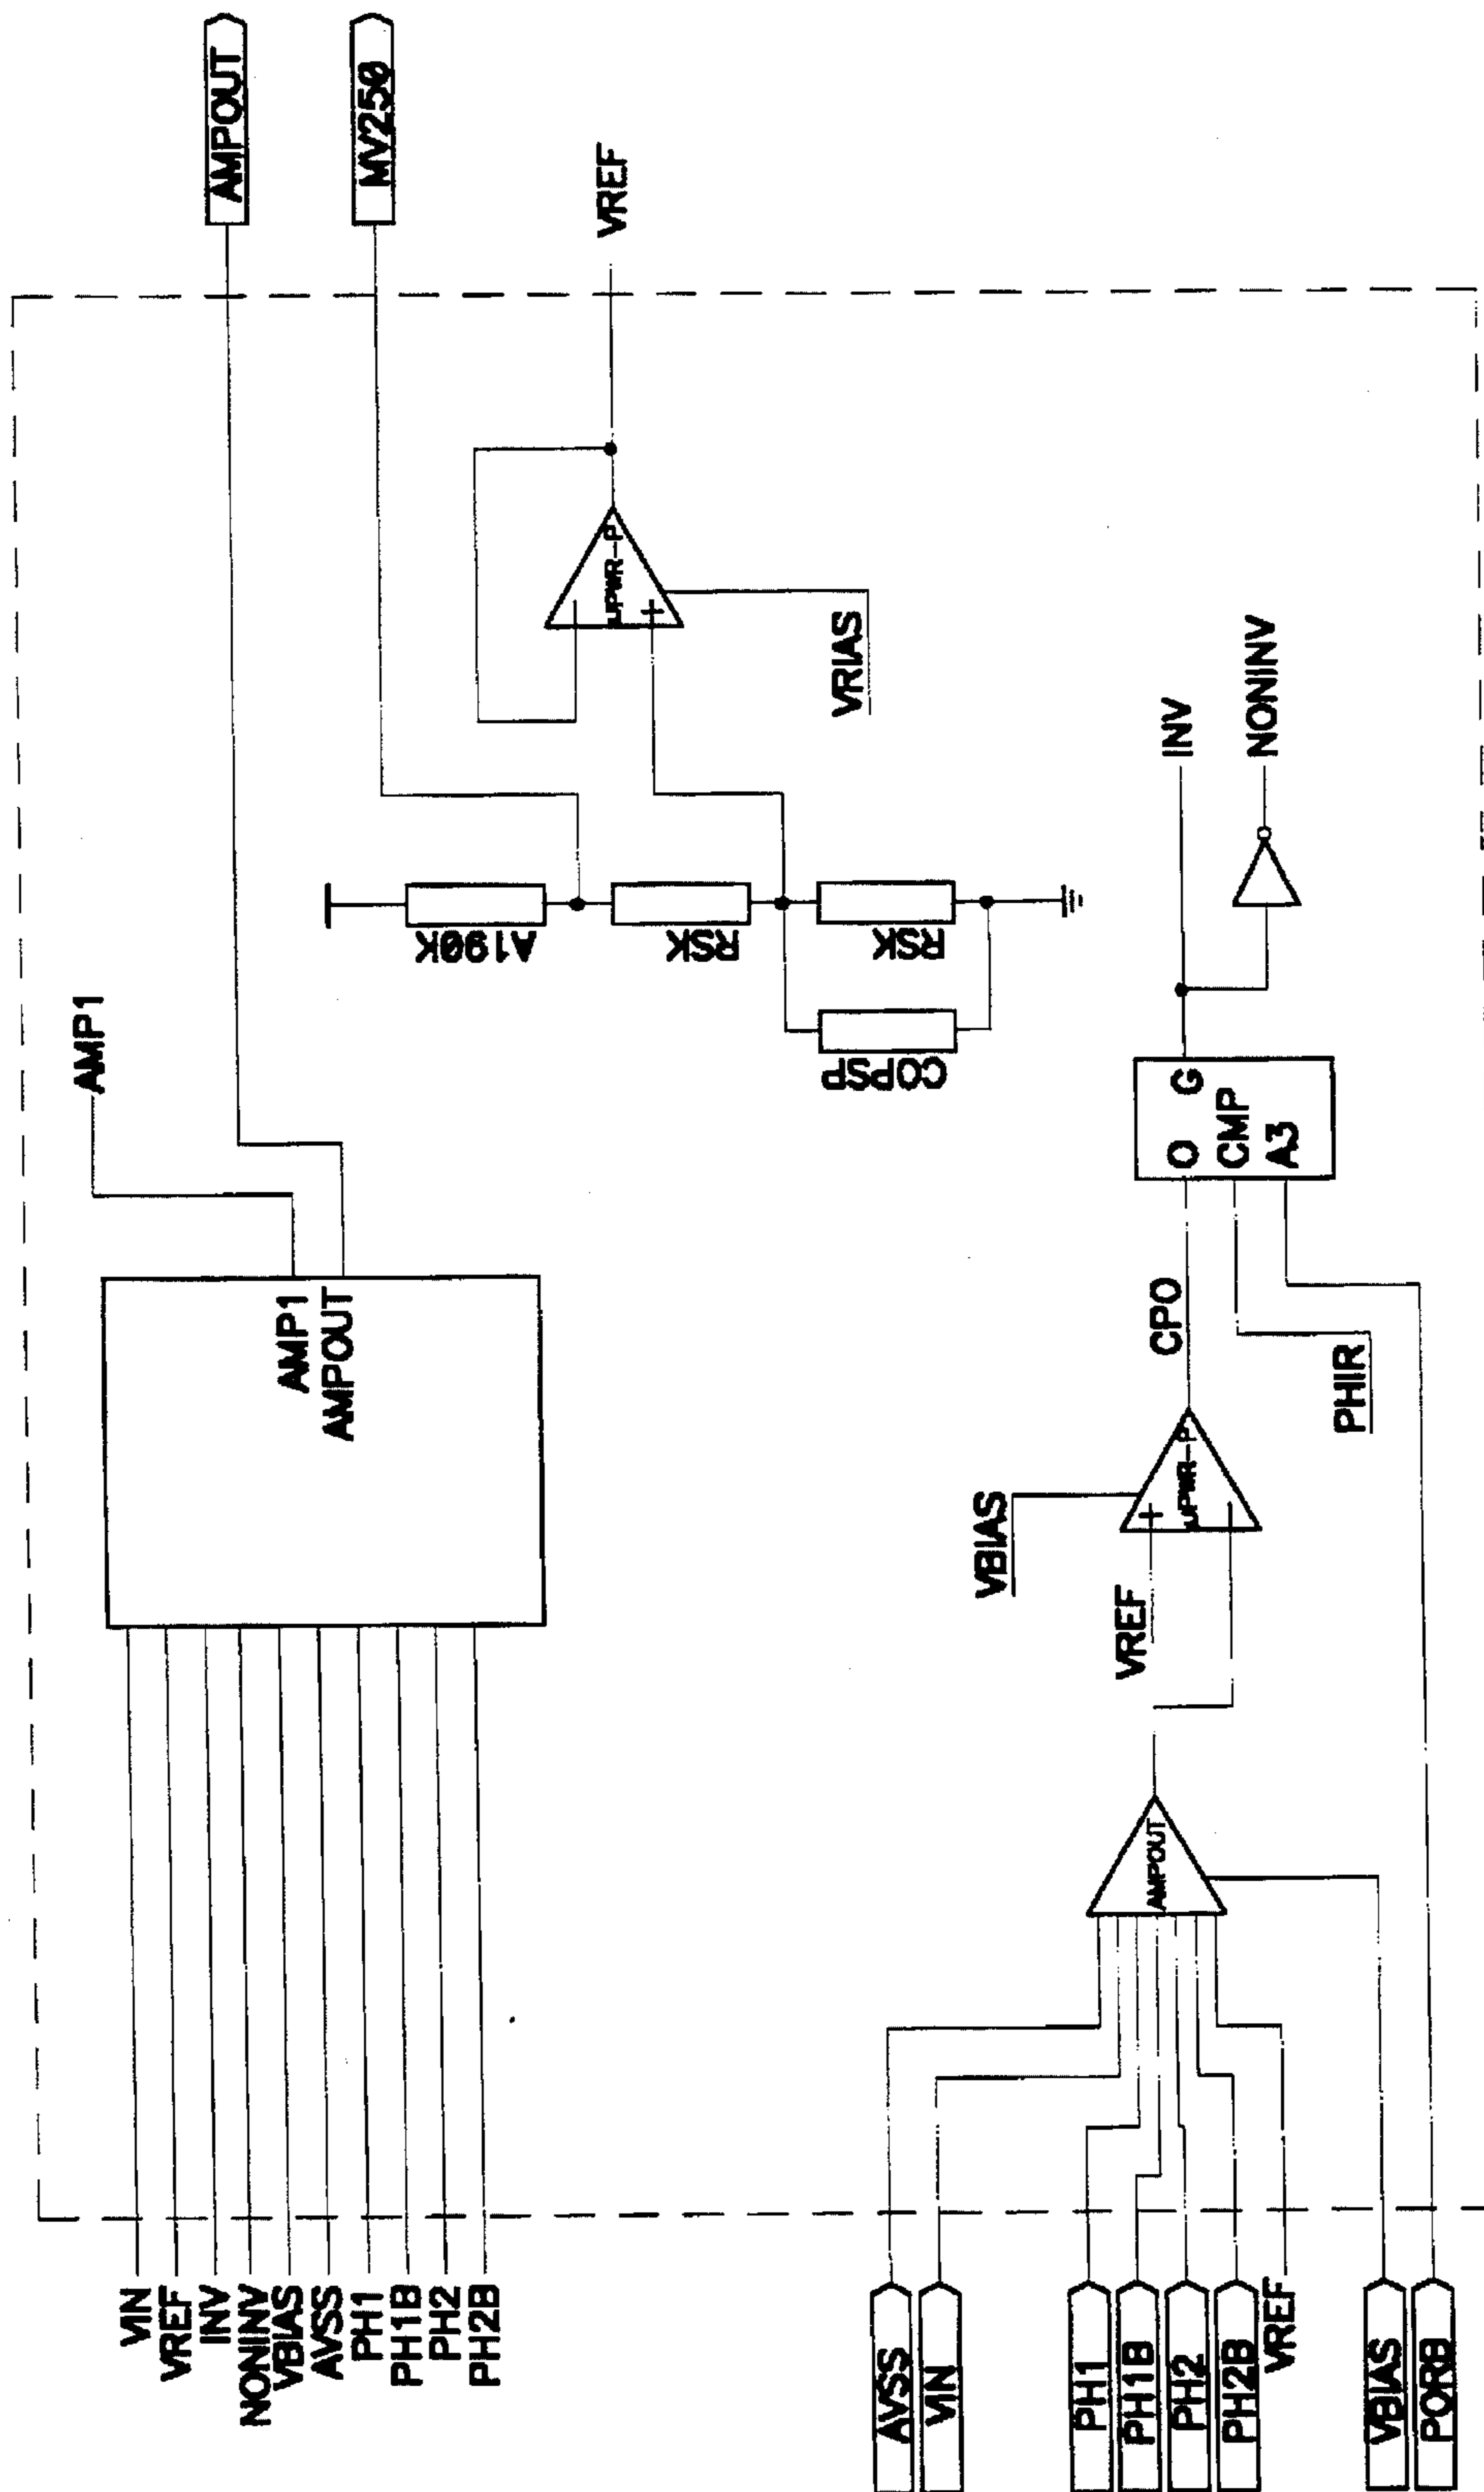 AMPOUT
MV250
VREF
AMP1
AMP1
AMPOUT
VIN
VREF
INV
NONINV
VBIAS
AVSS
PH1
PH1B
PH2
PH2B
A190K
RSK
RSK
COPSP
μPWR-P
-
+
VRIAS
AVSS
VIN
PH1
PH1B
PH2
PH2B
VREF
VBIAS
PORB
AMPOUT
VREF
VBIAS
+
-
μPWR-P
CPO
PHIR
O G
CMP
A3
INV
NONINV